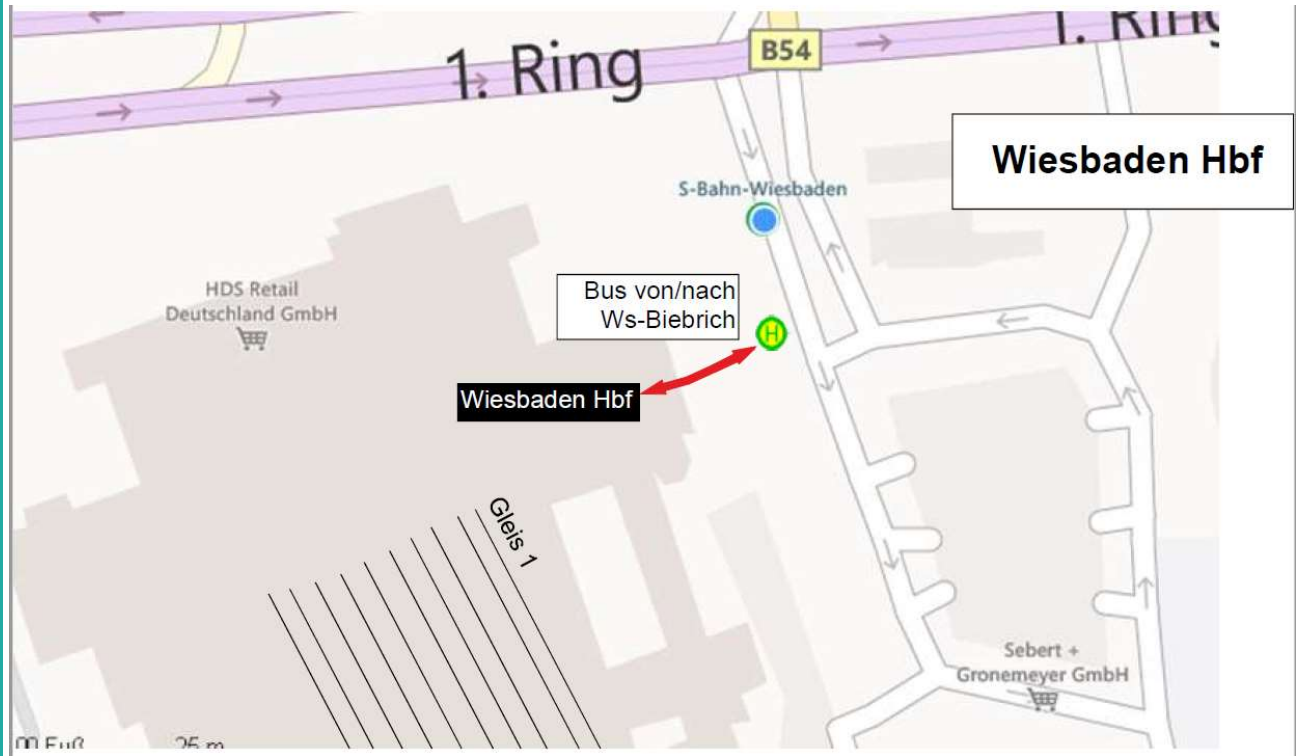 1. Ring
1. Ring
B54
Wiesbaden Hbf
S-Bahn-Wiesbaden
HDS Retail
Deutschland GmbH
Bus von/nach
Ws-Biebrich
H
Wiesbaden Hbf
Gleis 1
Sebert +
Gronemeyer GmbH
25 m